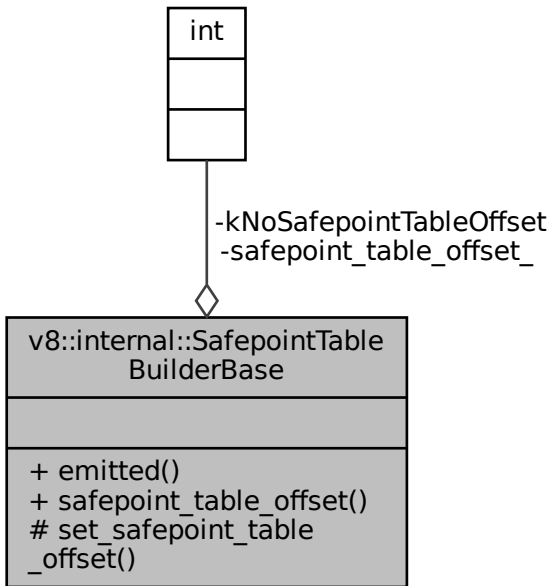 int
-kNoSafepointTableOffset
-safepoint_table_offset_
v8::internal::SafepointTable
BuilderBase
+ emitted()
+ safepoint_table_offset()
# set_safepoint_table
_offset()